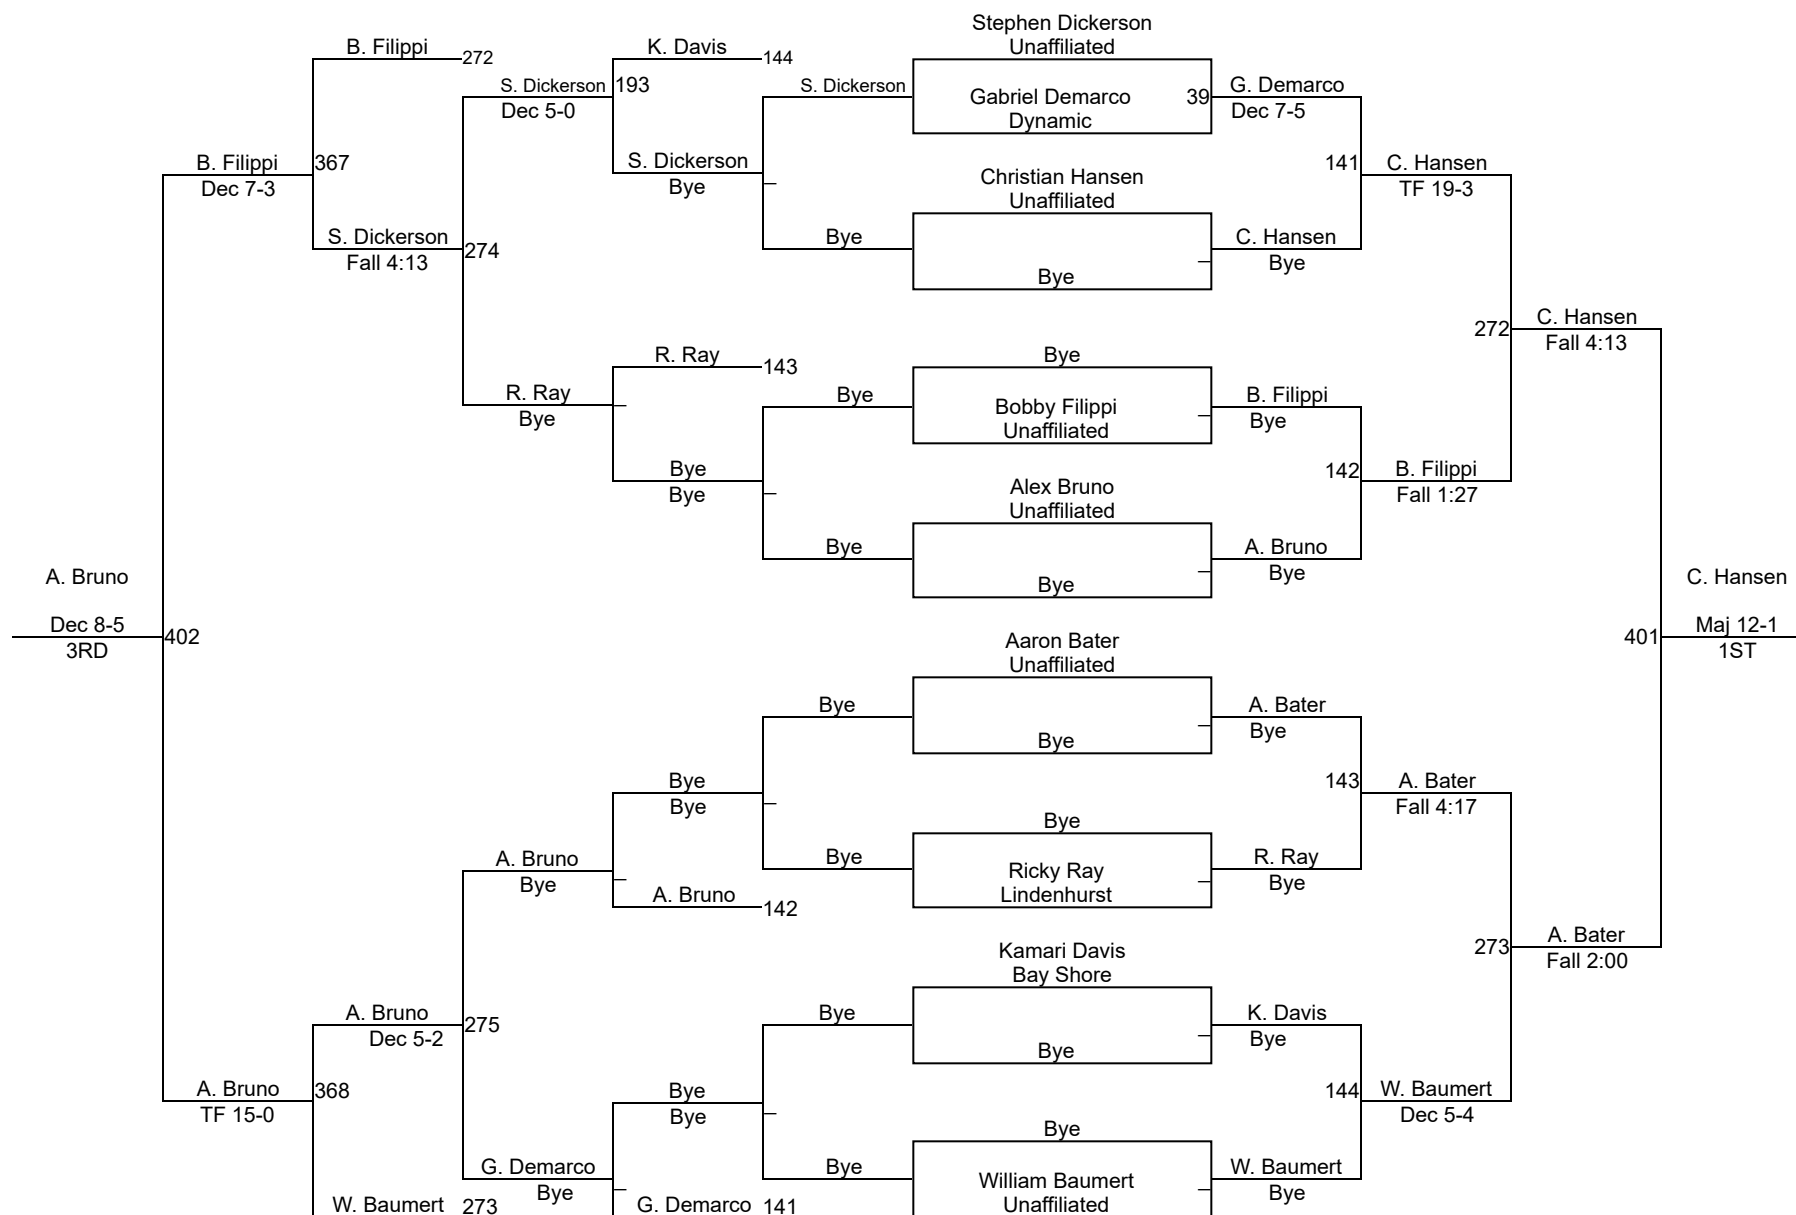 Stephen Dickerson
B. Filippi 272 K. Davis 144 Unaffiliated
S. Dickerson 193 S. Dickerson Gabriel Demarco 39 G. Demarco
Dec 5-0 Dynamic Dec 7-5
B. Filippi 367 S. Dickerson 141 C. Hansen
Dec 7-3 Bye Christian Hansen TF 19-3
Unaffiliated
S. Dickerson 274 Bye C. Hansen
Fall 4:13 Bye Bye
272 C. Hansen
R. Ray 143 Bye Fall 4:13
R. Ray Bye Bobby Filippi B. Filippi
Bye Unaffiliated Bye
Bye 142 B. Filippi
Bye Alex Bruno Fall 1:27
Unaffiliated
Bye A. Bruno
A. Bruno Bye Bye C. Hansen
Dec 8-5 402 Aaron Bater 401 Maj 12-1
3RD Unaffiliated 1ST
Bye A. Bater
Bye Bye
Bye 143 A. Bater
Bye Fall 4:17
Bye
A. Bruno Bye Ricky Ray R. Ray
Bye Lindenhurst Bye
A. Bruno 142
Kamari Davis 273 A. Bater
Bay Shore Fall 2:00
A. Bruno 275 Bye K. Davis
Dec 5-2 Bye Bye
A. Bruno 368 Bye 144 W. Baumert
TF 15-0 Bye Dec 5-4
Bye
G. Demarco Bye William Baumert W. Baumert
Bye Unaffiliated Bye
W. Baumert 273 G. Demarco 141